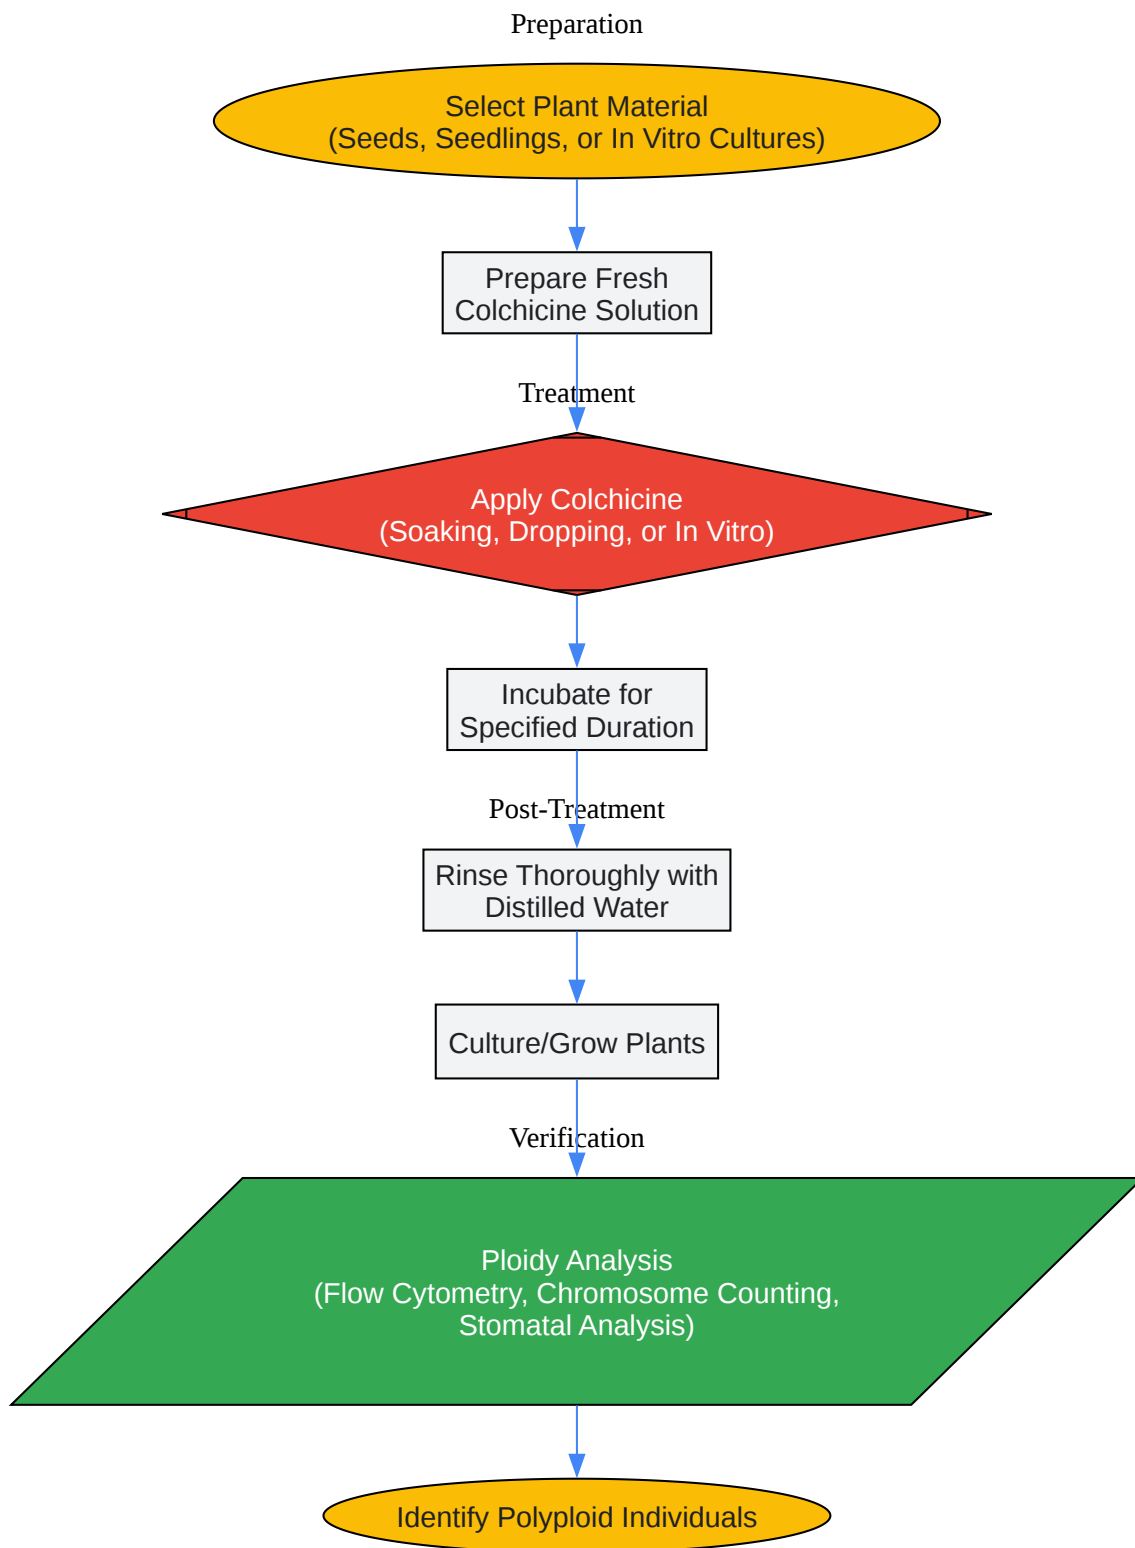 Preparation
Select Plant Material
(Seeds, Seedlings, or In Vitro Cultures)
Prepare Fresh
Colchicine Solution
Treatment
Apply Colchicine
(Soaking, Dropping, or In Vitro)
Incubate for
Specified Duration
Post-Treatment
Rinse Thoroughly with
Distilled Water
Culture/Grow Plants
Verification
Ploidy Analysis
(Flow Cytometry, Chromosome Counting,
Stomatal Analysis)
Identify Polyploid Individuals